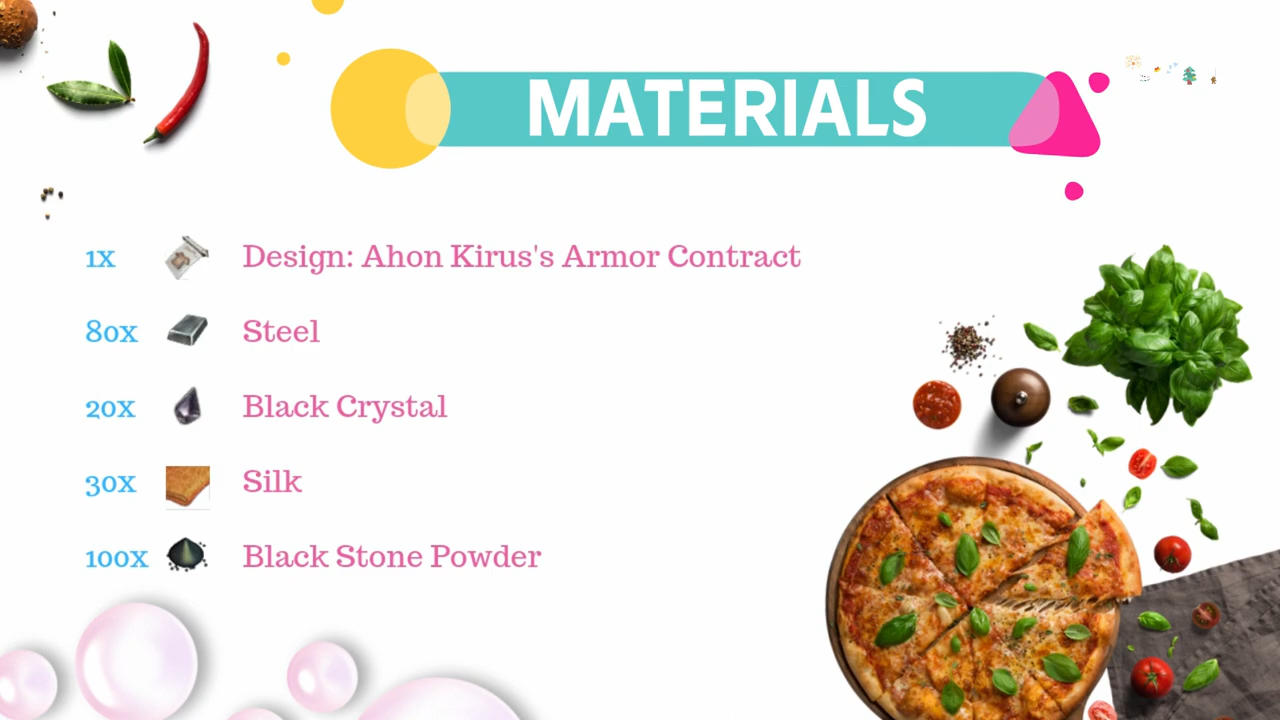 MATERIALS
1x Design: Ahon Kirus's Armor Contract
80x Steel
20x Black Crystal
30x Silk
100x Black Stone Powder